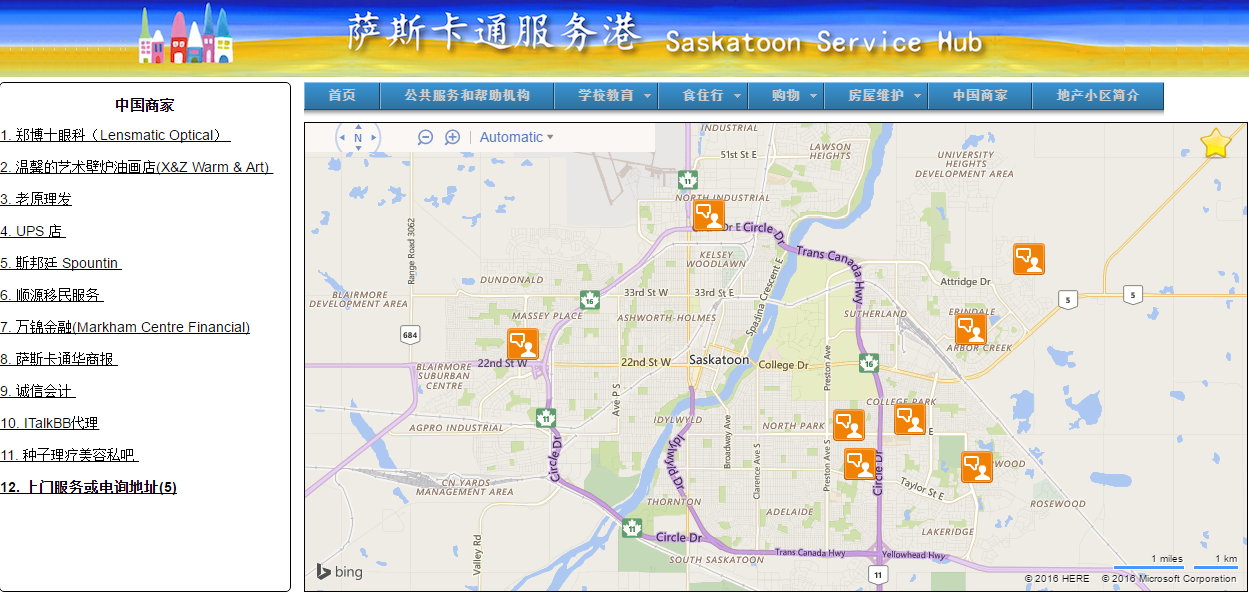 萨斯卡通服务港 Saskatoon Service Hub
首页 公共服务和帮助机构 学校教育 食住行 购物 房屋维护 中国商家 地产小区简介
中国商家
1. 郑博士眼科（Lensmatic Optical）
2. 温馨的艺术壁炉油画店(X&Z Warm & Art)
3. 老原理发
4. UPS 店
5. 斯邦廷 Spountin
6. 顺源移民服务
7. 万锦金融(Markham Centre Financial)
8. 萨斯卡通华商报
9. 诚信会计
10. ITalkBB代理
11. 种子理疗美容私吧
12. 上门服务或电询地址(5)
N
Automatic
INDUSTRIAL
51st St E
LAWSON
HEIGHTS
UNIVERSITY
HEIGHTS
DEVELOPMENT AREA
11
NORTH INDUSTRIAL
Dr E Circle Dr
Trans Canada Hwy
Range Road 3062
KELSEY
WOODLAWN
Spadina Crescent E
DUNDONALD
BLAIRMORE
DEVELOPMENT AREA
33rd St W
33rd St E
Attridge Dr
5
5
16
MASSEY PLACE
ASHWORTH-HOLMES
SUTHERLAND
ERINDALE
ARBOR CREEK
684
22nd St W
22nd St W
Saskatoon
College Dr
16
Preston Ave
BLAIRMORE
SUBURBAN
CENTRE
Ave P S
COLLEGE PARK
11
AGPRO INDUSTRIAL
IDYLWYLD
NORTH PARK
E
Circle Dr
Idylwyld Dr
Broadway Ave
Clarence Ave S
Preston Ave S
Circle Dr
WOOD
CN YARDS
MANAGEMENT AREA
Taylor St E
THORNTON
ADELAIDE
ROSEWOOD
11
Circle Dr
LAKERIDGE
Valley Rd
SOUTH SASKATOON
Trans Canada Hwy
Yellowhead Hwy
11
bing
1 miles
1 km
© 2016 HERE © 2016 Microsoft Corporation